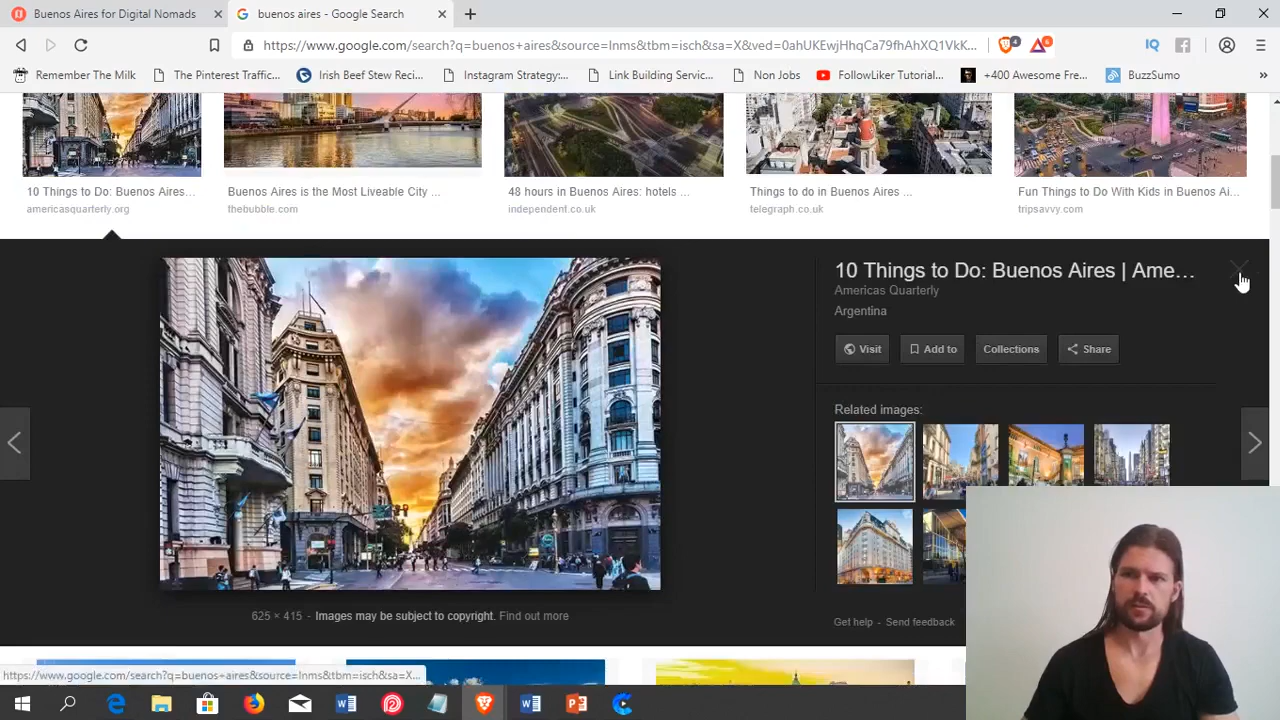 Buenos Aires for Digital Nomads
buenos aires - Google Search
https://www.google.com/search?q=buenos+aires&source=lnms&tbm=isch&sa=X&ved=0ahUKEwjHhqCa79fhAhXQ1VkK...
Remember The Milk
The Pinterest Traffic...
Irish Beef Stew Reci...
Instagram Strategy:...
Link Building Servic...
Non Jobs
FollowLiker Tutorial...
+400 Awesome Fre...
BuzzSumo
10 Things to Do: Buenos Aires...
americasquarterly.org
Buenos Aires is the Most Liveable City ...
thebubble.com
48 hours in Buenos Aires: hotels ...
independent.co.uk
Things to do in Buenos Aires ...
telegraph.co.uk
Fun Things to Do With Kids in Buenos Ai...
tripsavvy.com
10 Things to Do: Buenos Aires | Ame...
Americas Quarterly
Argentina
Visit
Add to
Collections
Share
Related images:
625 × 415 - Images may be subject to copyright. Find out more
Get help - Send feedback
https://www.google.com/search?q=buenos+aires&source=lnms&tbm=isch&sa=X...